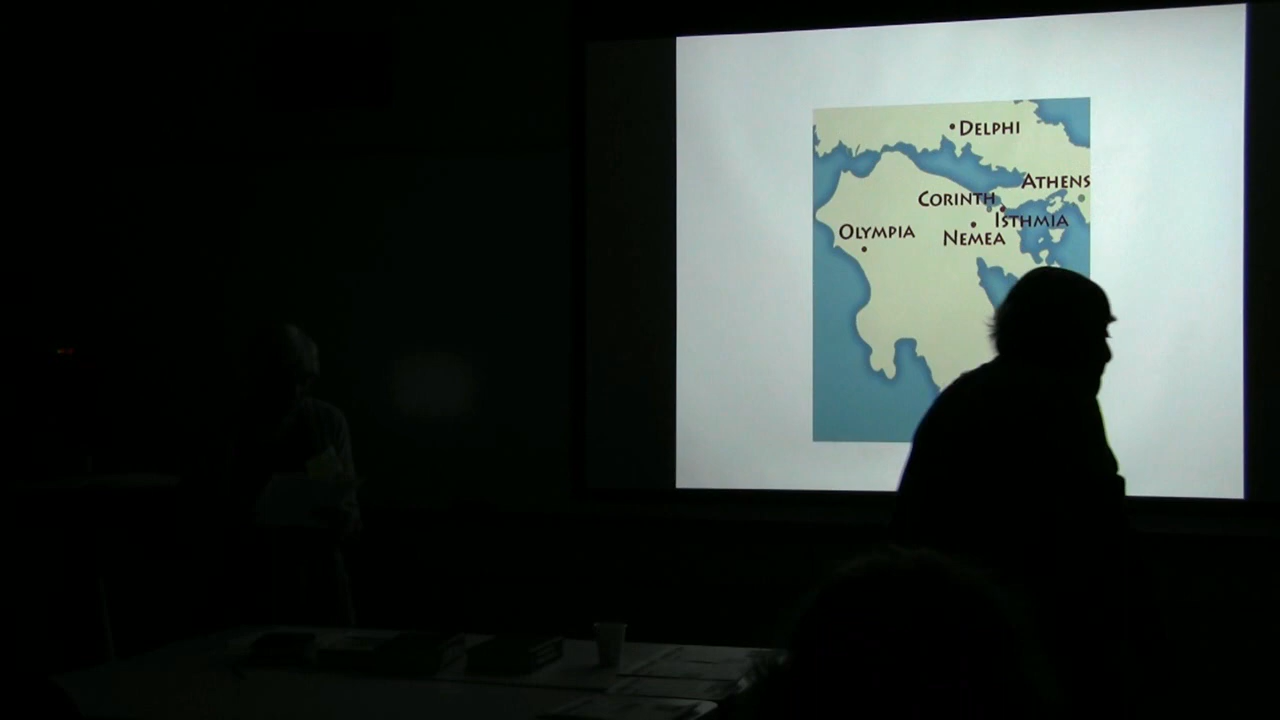 DELPHI
ATHENS
CORINTH
ISTHMIA
OLYMPIA
NEMEA